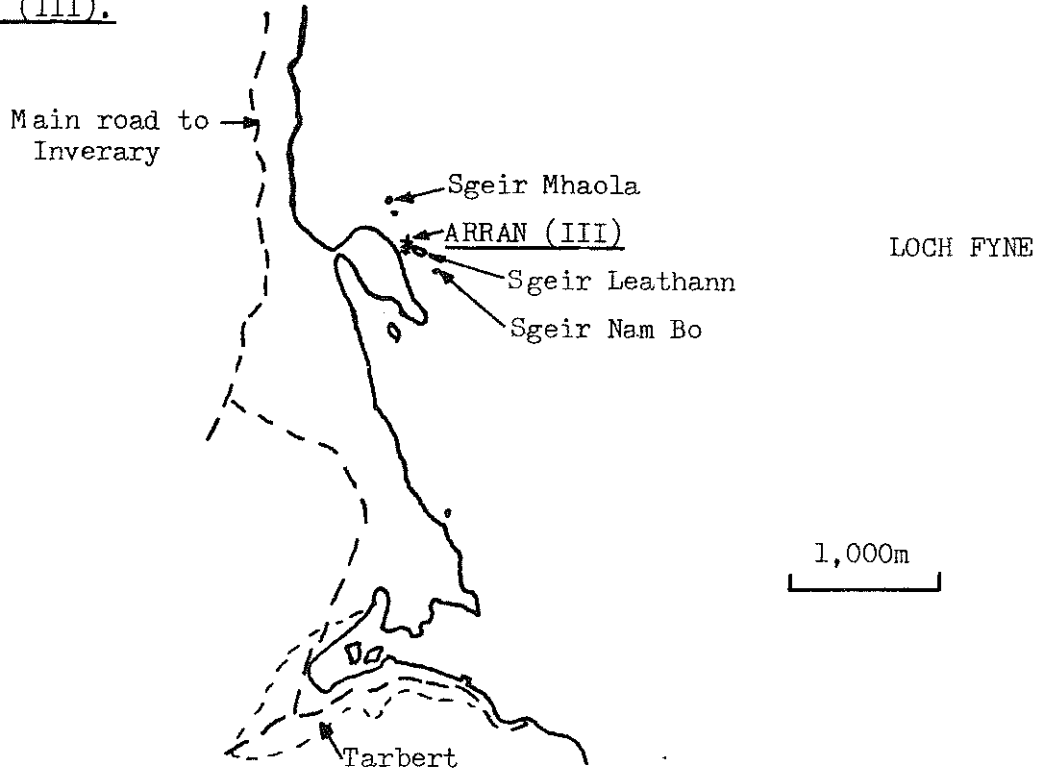 (III).
Main road to
Inverary
Sgeir Mhaola
ARRAN (III)
LOCH FYNE
Sgeir Leathann
Sgeir Nam Bo
1,000m
Tarbert